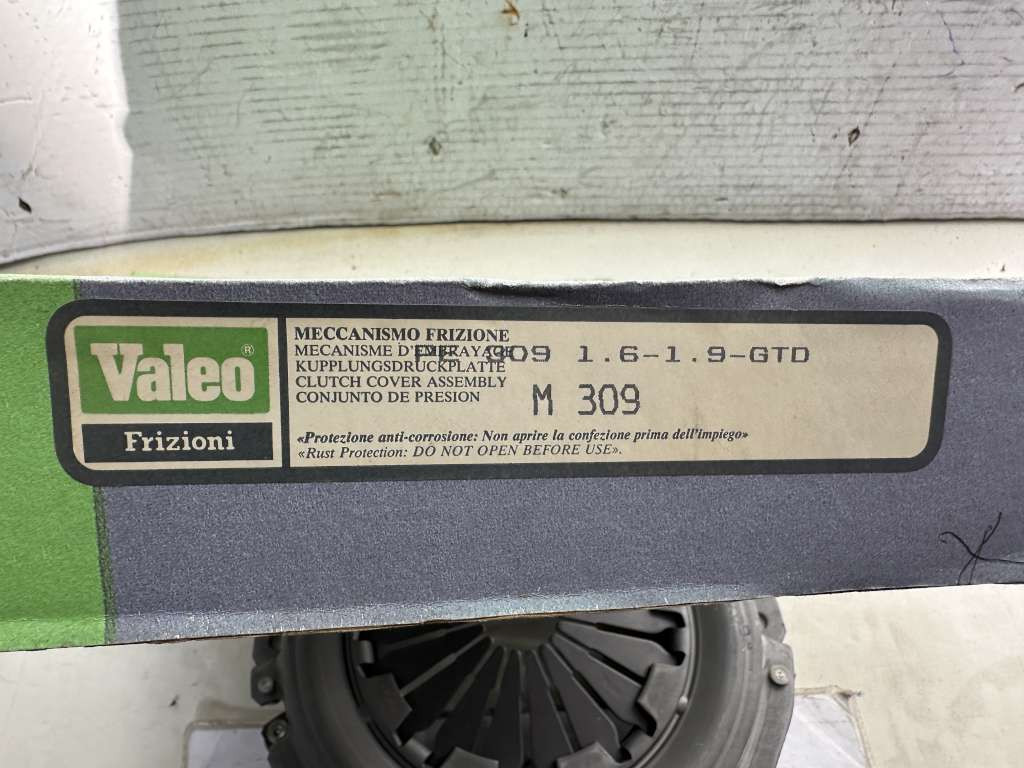 Valeo®
Frizioni
MECCANISMO FRIZIONE
MECANISME D'EMBRAYAGE
KUPPLUNGSDRUCKPLATTE
CLUTCH COVER ASSEMBLY
CONJUNTO DE PRESION
PE 309 1.6-1.9-GTD
M 309
«Protezione anti-corrosione: Non aprire la confezione prima dell'impiego»
«Rust Protection: DO NOT OPEN BEFORE USE».